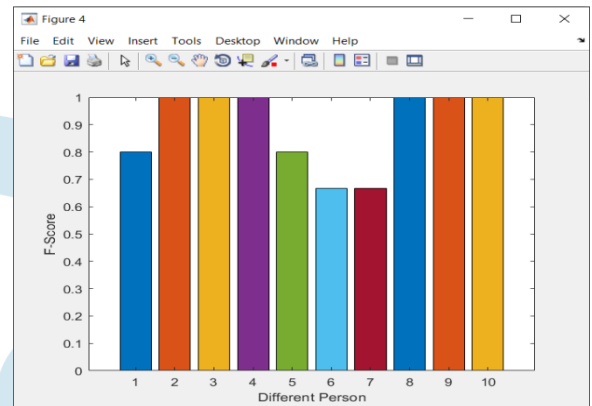 Figure 4
File Edit View Insert Tools Desktop Window Help
1
0.9
0.8
0.7
0.6
0.5
0.4
0.3
0.2
0.1
0
F-Score
1 2 3 4 5 6 7 8 9 10
Different Person